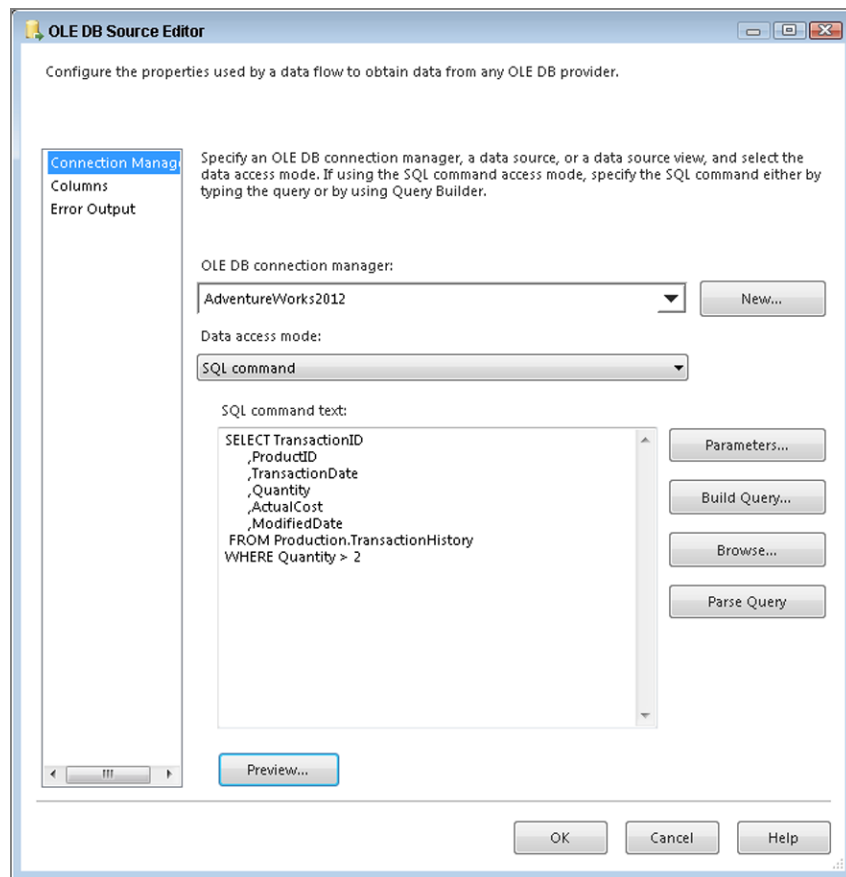 OLE DB Source Editor
Configure the properties used by a data flow to obtain data from any OLE DB provider.
Connection Manag
Columns
Error Output
Specify an OLE DB connection manager, a data source, or a data source view, and select the
data access mode. If using the SQL command access mode, specify the SQL command either by
typing the query or by using Query Builder.
OLE DB connection manager:
AdventureWorks2012
New...
Data access mode:
SQL command
SQL command text:
SELECT TransactionID
,ProductID
,TransactionDate
,Quantity
,ActualCost
,ModifiedDate
FROM Production.TransactionHistory
WHERE Quantity > 2
Parameters...
Build Query...
Browse...
Parse Query
Preview...
OK
Cancel
Help